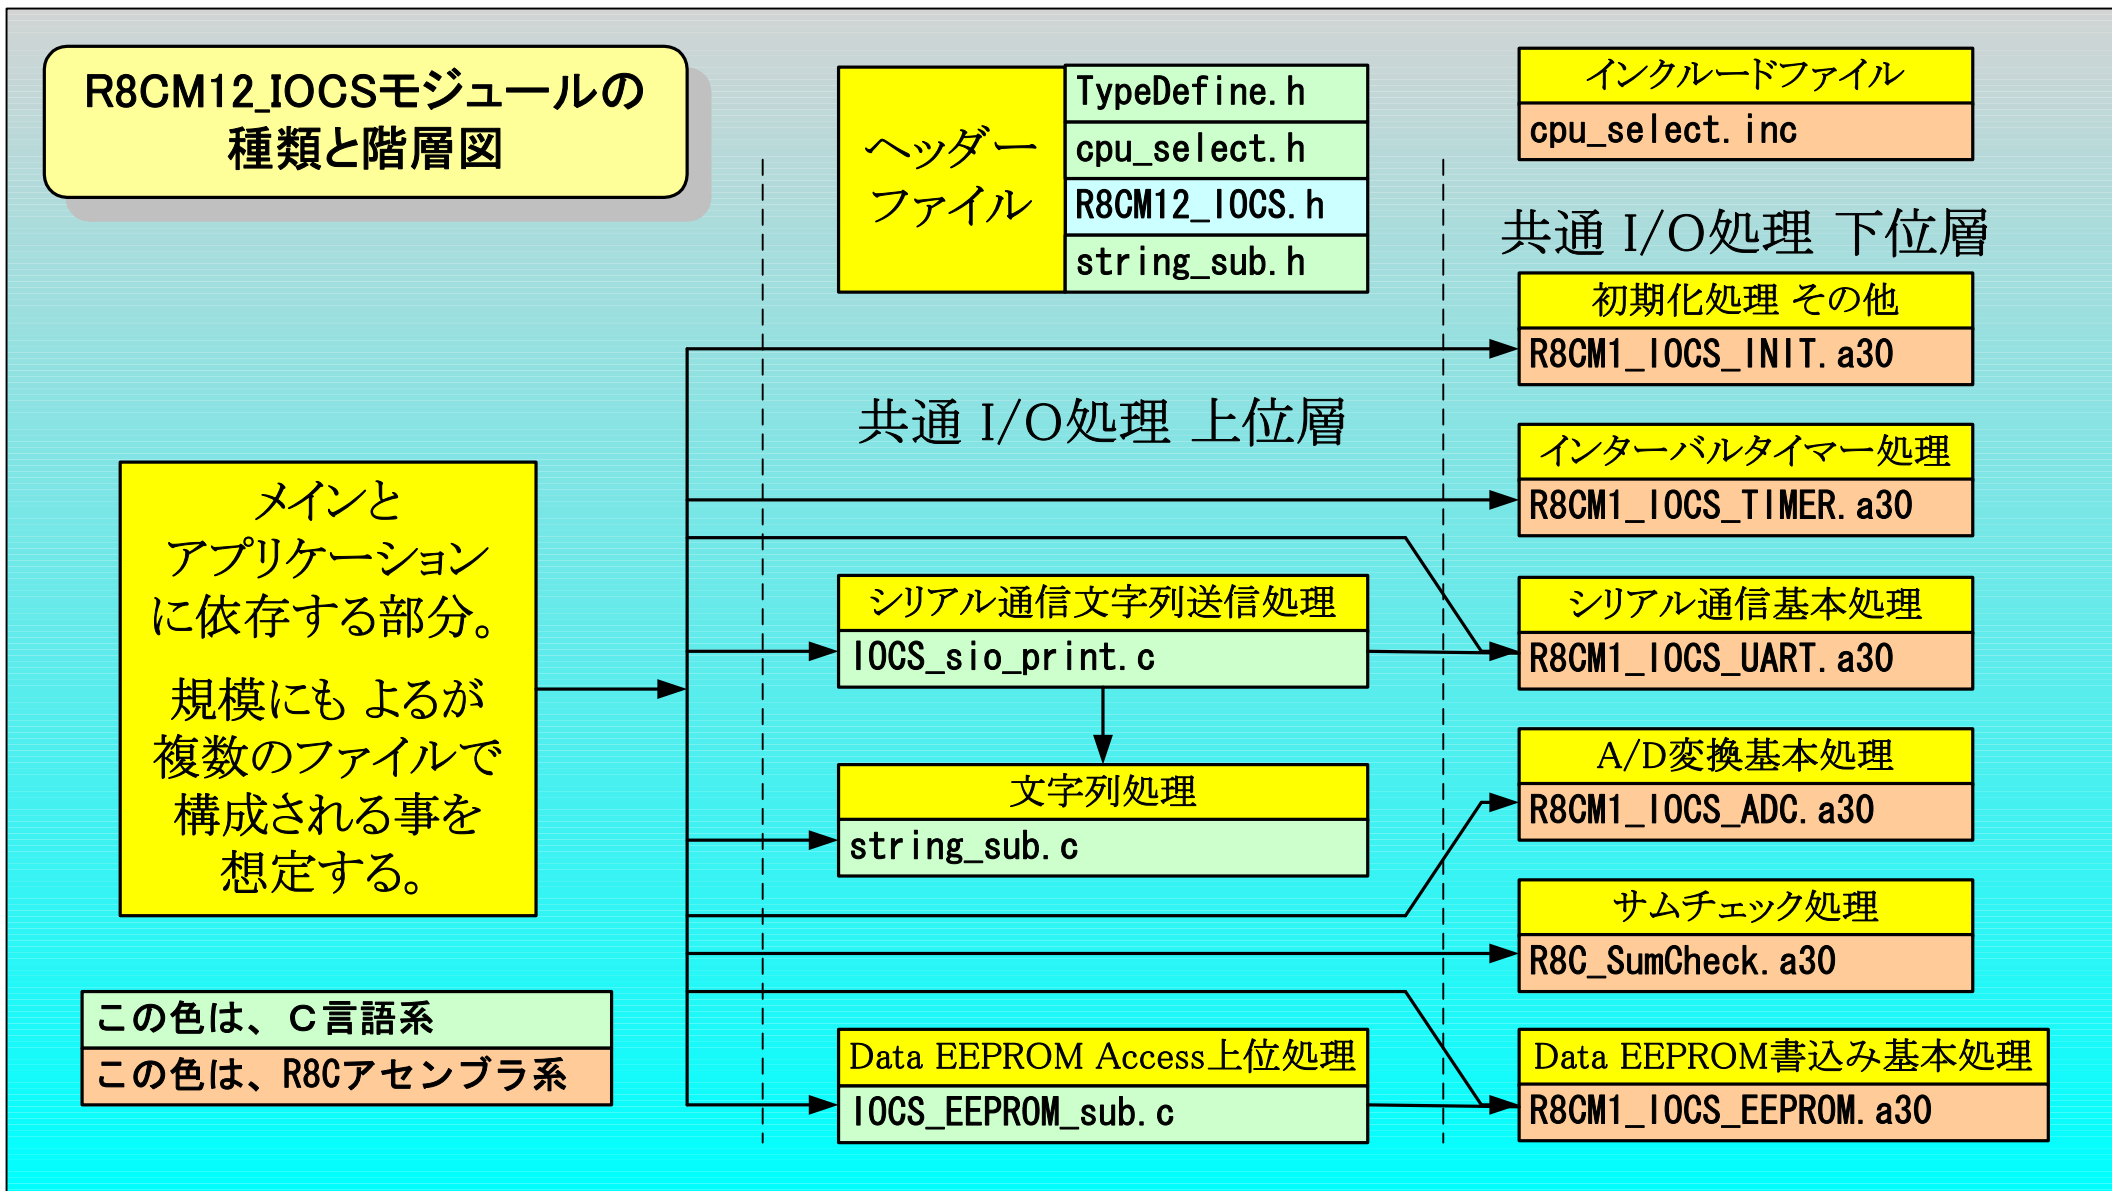 R8CM12_IOCSモジュールの
種類と階層図
ヘッダー
ファイル
TypeDefine.h
cpu_select.h
R8CM12_IOCS.h
string_sub.h
インクルードファイル
cpu_select.inc
共通 I/O処理 下位層
初期化処理 その他
R8CM1_IOCS_INIT.a30
共通 I/O処理 上位層
インターバルタイマー処理
R8CM1_IOCS_TIMER.a30
メインと
アプリケーション
に依存する部分。
規模にも よるが
複数のファイルで
構成される事を
想定する。
シリアル通信文字列送信処理
IOCS_sio_print.c
シリアル通信基本処理
R8CM1_IOCS_UART.a30
文字列処理
string_sub.c
A/D変換基本処理
R8CM1_IOCS_ADC.a30
サムチェック処理
R8C_SumCheck.a30
この色は、C言語系
この色は、R8Cアセンブラ系
Data EEPROM Access上位処理
IOCS_EEPROM_sub.c
Data EEPROM書込み基本処理
R8CM1_IOCS_EEPROM.a30